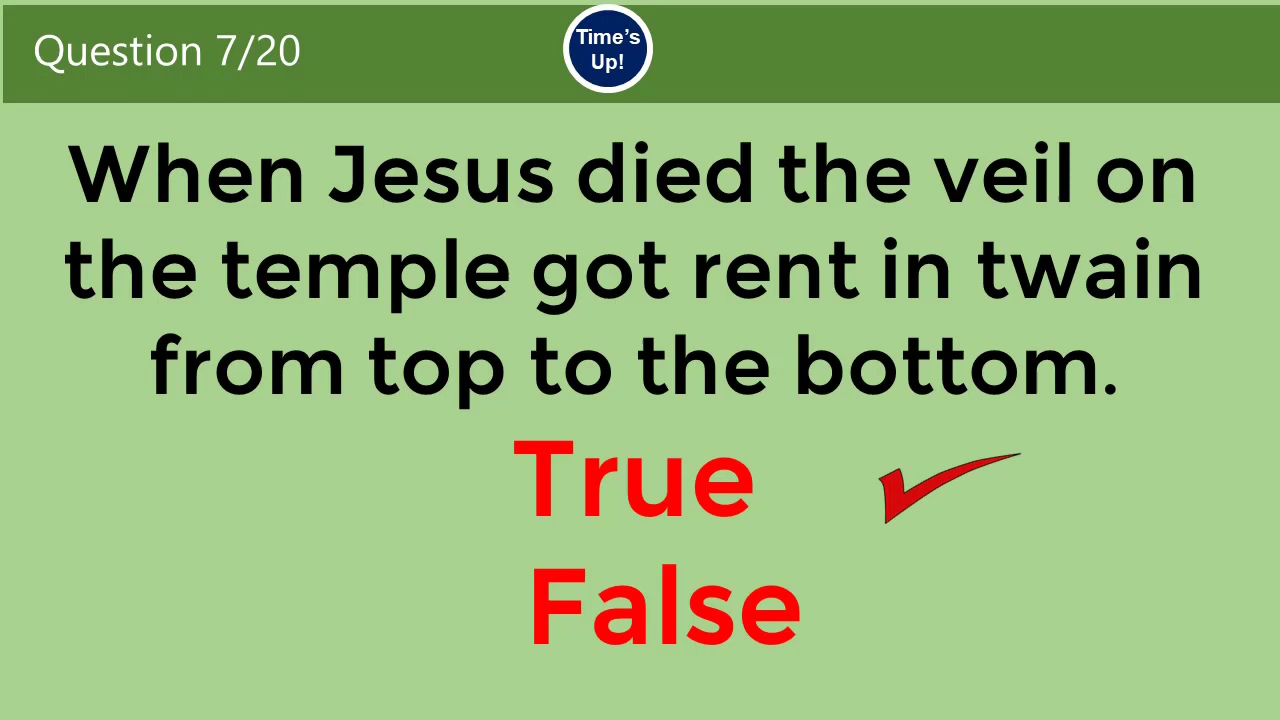 Question 7/20
Time's
Up!
When Jesus died the veil on
the temple got rent in twain
from top to the bottom.
True
False